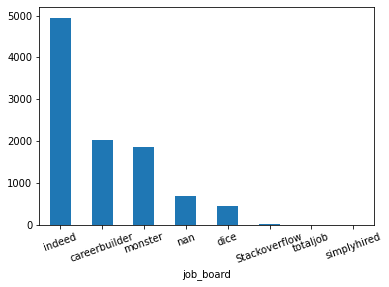 5000
4000
3000
2000
1000
0
indeed
careerbuilder
monster
nan
dice
Stackoverflow
totaljob
simplyhired
job_board